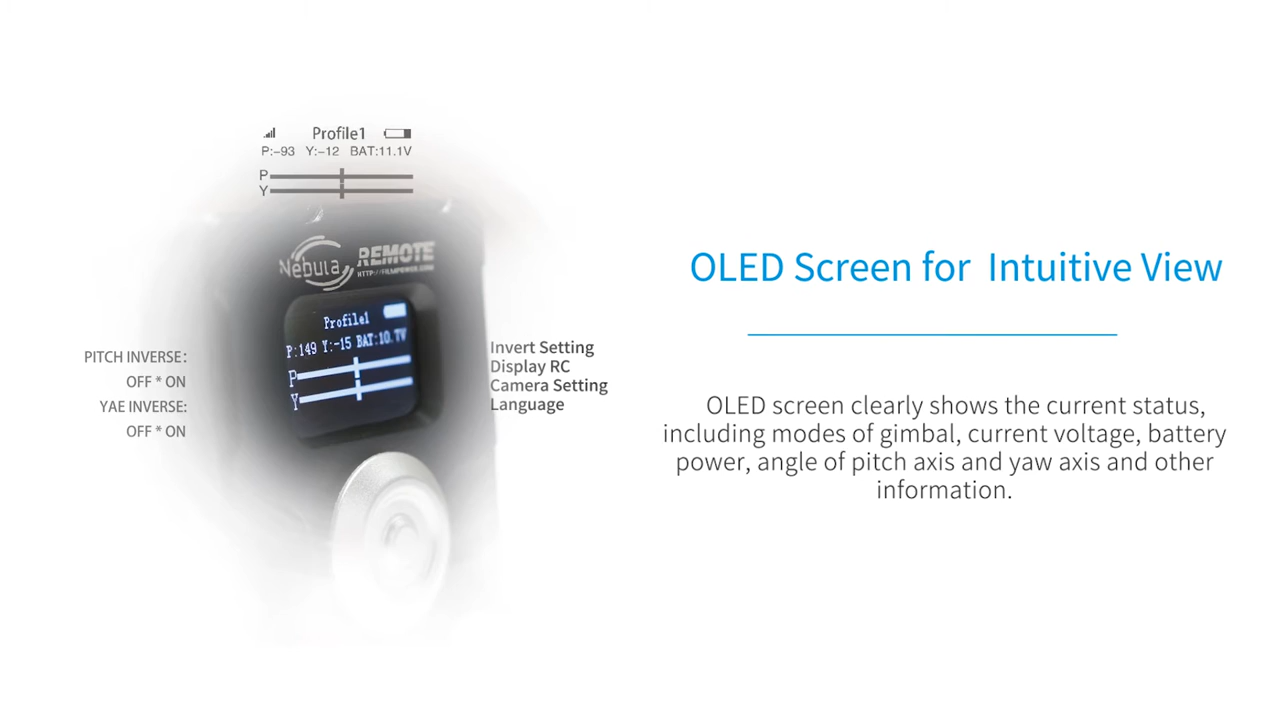 Profile1
P:-93 Y:-12 BAT:11.1V
P
Y
Nebula REMOTE
HTTP://FILMPOWER.COM
Profile1
P:149 Y:-15 BAT:10.7V
P
Y
PITCH INVERSE:
OFF * ON
YAE INVERSE:
OFF * ON
Invert Setting
Display RC
Camera Setting
Language
OLED Screen for Intuitive View
OLED screen clearly shows the current status,
including modes of gimbal, current voltage, battery
power, angle of pitch axis and yaw axis and other
information.